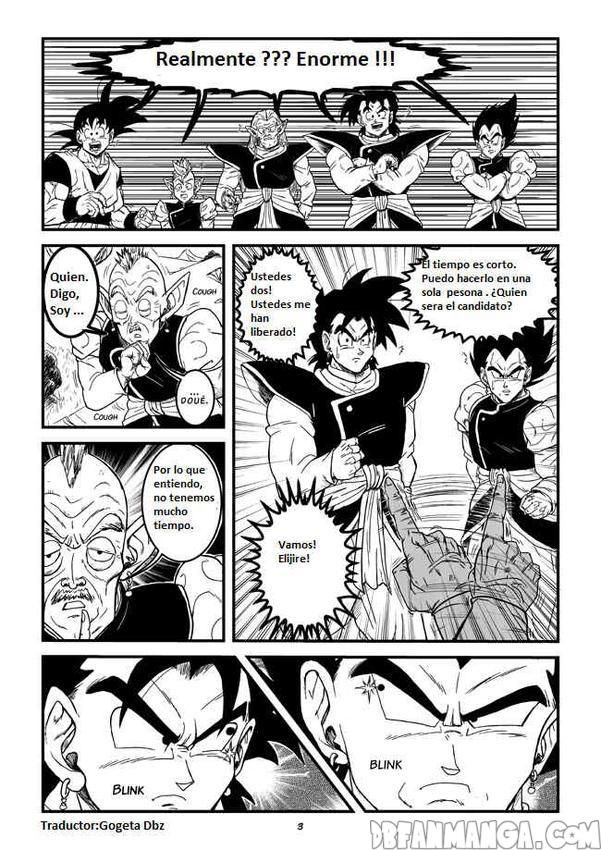 Realmente ??? Enorme !!!
Quien.
Digo,
Soy ...
COUGH
...
DOUÉ.
COUGH
Ustedes
dos!
Ustedes me
han
liberado!
El tiempo es corto.
Puedo hacerlo en una
sola pesona . ¿Quien
sera el candidato?
Por lo que
entiendo,
no tenemos
mucho
tiempo.
Vamos!
Elijire!
BLINK
BLINK
Traductor:Gogeta Dbz
3
DBFANMANGA.COM